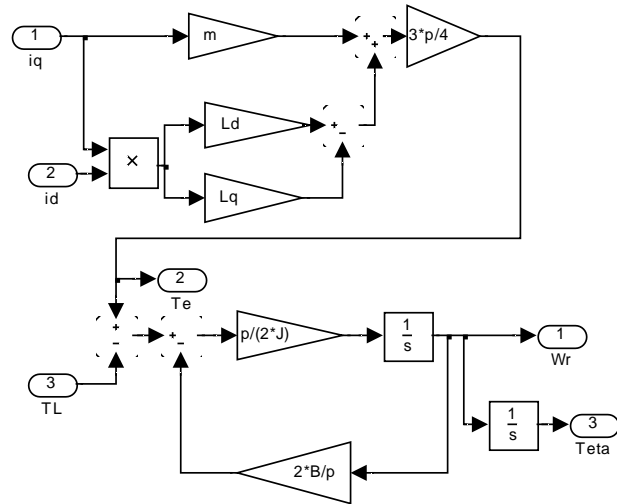 1
iq
m
+
+
3*p/4
Ld
+
−
×
2
id
Lq
2
Te
+
−
+
−
p/(2*J)
1
s
1
Wr
3
TL
1
s
3
Teta
2*B/p